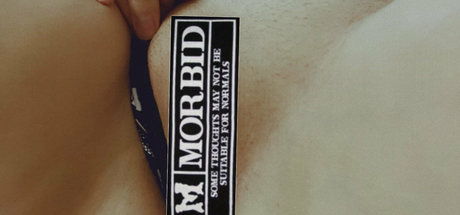 MORBID
SOME THOUGHTS MAY NOT BE
SUITABLE FOR NORMALS